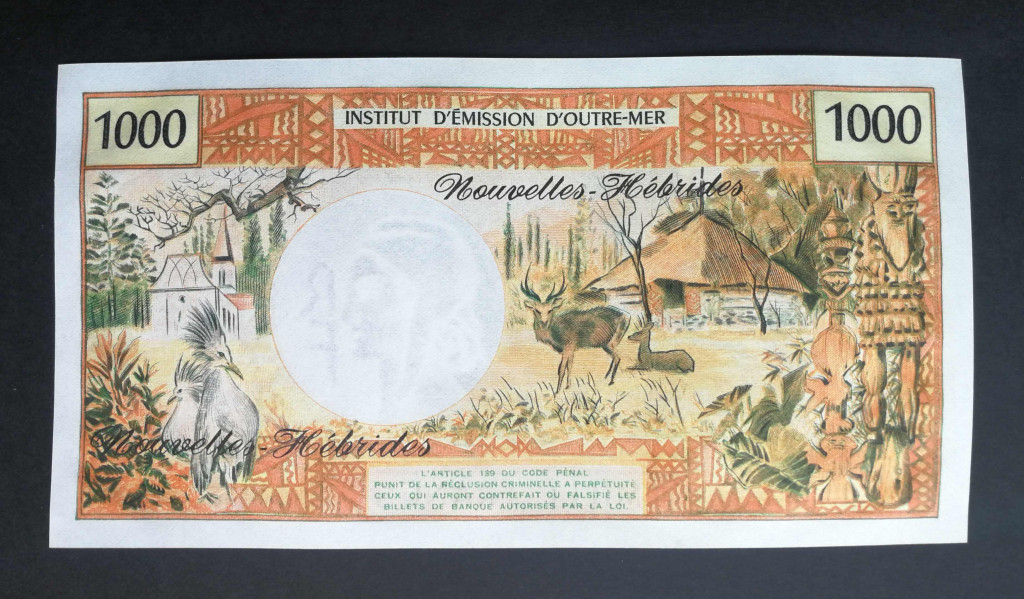 1000
INSTITUT D'ÉMISSION D'OUTRE-MER
1000
Nouvelles-Hébrides
Nouvelles-Hébrides
L'ARTICLE 139 DU CODE PÉNAL
PUNIT DE LA RÉCLUSION CRIMINELLE A PERPÉTUITÉ
CEUX QUI AURONT CONTREFAIT OU FALSIFIÉ LES
BILLETS DE BANQUE AUTORISÉS PAR LA LOI.